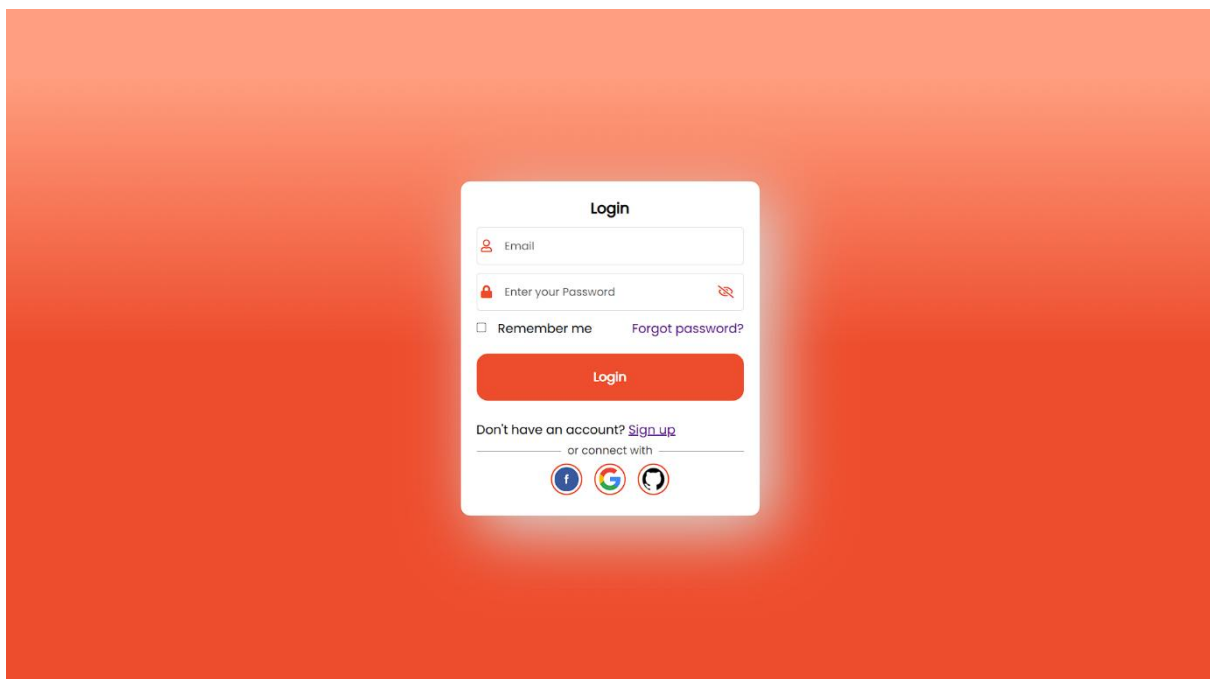 Login
Email
Enter your Password
Remember me Forgot password?
Login
Don't have an account? Sign up
or connect with
f G